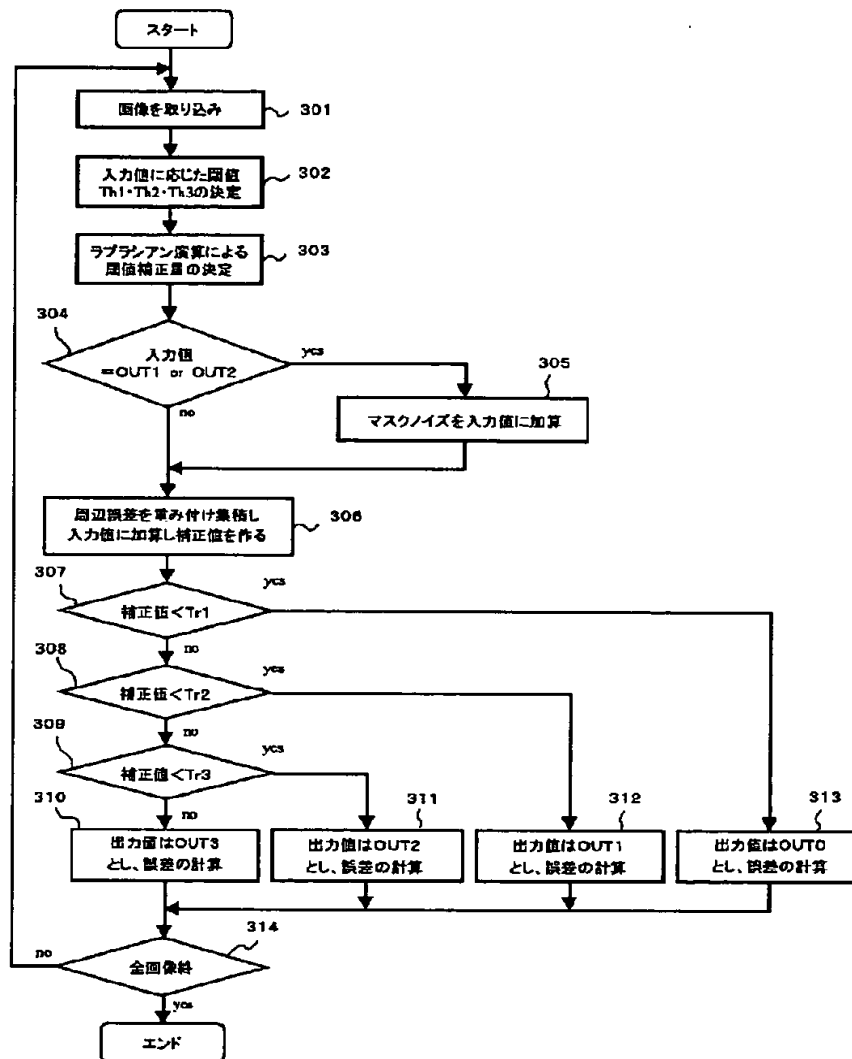 スタート
画像を取り込み
301
入力値に応じた閾値
Th1・Th2・Th3の決定
302
ラプラシアン演算による
閾値補正量の決定
303
304
入力値
=OUT1 or OUT2
yes
no
305
マスクノイズを入力値に加算
周辺誤差を重み付け集積し
入力値に加算し補正値を作る
306
307
補正値<Tr1
yes
no
308
補正値<Tr2
yes
no
309
補正値<Tr3
yes
no
310
出力値はOUT3
とし、誤差の計算
311
出力値はOUT2
とし、誤差の計算
312
出力値はOUT1
とし、誤差の計算
313
出力値はOUT0
とし、誤差の計算
314
no
全画像終
yes
エンド